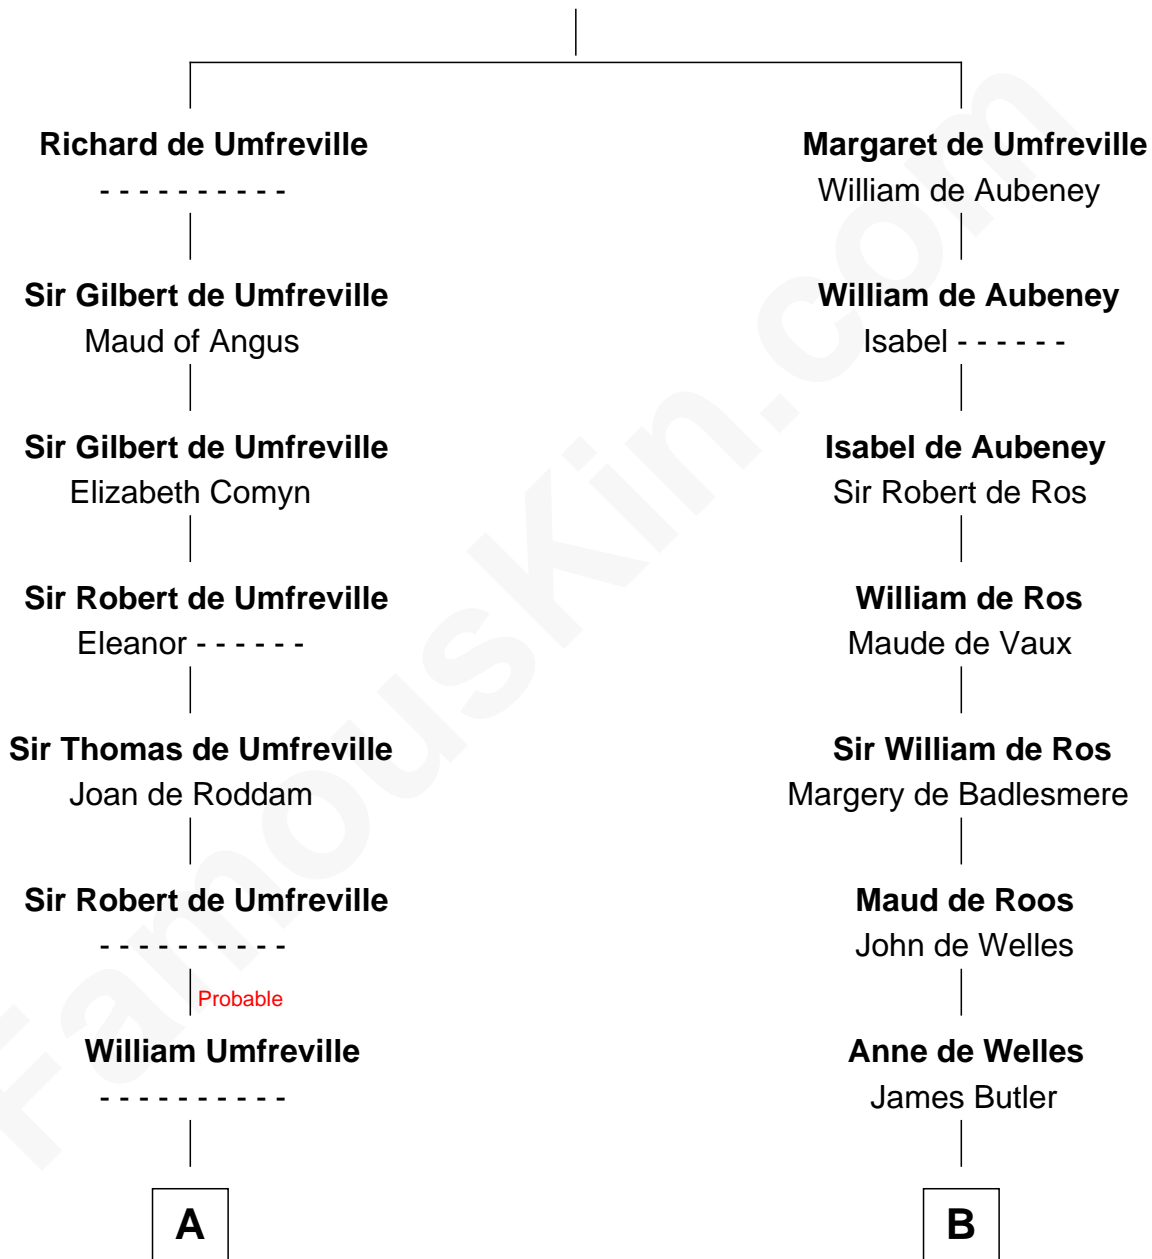 Richard de Umfreville
- - - - - - - - - -
Margaret de Umfreville
William de Aubeney
Sir Gilbert de Umfreville
Maud of Angus
William de Aubeney
Isabel - - - - - -
Sir Gilbert de Umfreville
Elizabeth Comyn
Isabel de Aubeney
Sir Robert de Ros
Sir Robert de Umfreville
Eleanor - - - - - -
William de Ros
Maude de Vaux
Sir Thomas de Umfreville
Joan de Roddam
Sir William de Ros
Margery de Badlesmere
Sir Robert de Umfreville
- - - - - - - - - -
Maud de Roos
John de Welles
Probable
William Umfreville
- - - - - - - - - -
Anne de Welles
James Butler
A
B
FamousKin.com